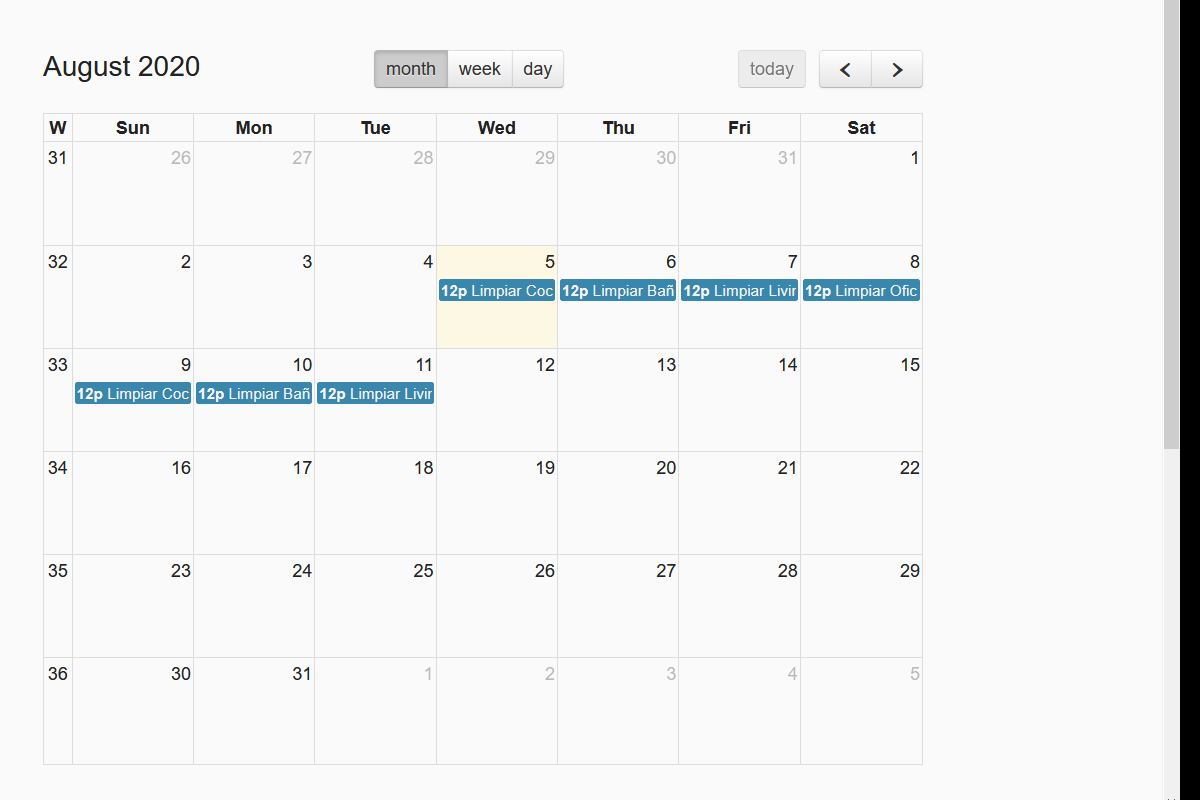 August 2020
month week day
today
W Sun Mon Tue Wed Thu Fri Sat
31 26 27 28 29 30 31 1
32 2 3 4 5 6 7 8
12p Limpiar Coc 12p Limpiar Bañ 12p Limpiar Livir 12p Limpiar Ofic
33 9 10 11 12 13 14 15
12p Limpiar Coc 12p Limpiar Bañ 12p Limpiar Livir
34 16 17 18 19 20 21 22
35 23 24 25 26 27 28 29
36 30 31 1 2 3 4 5